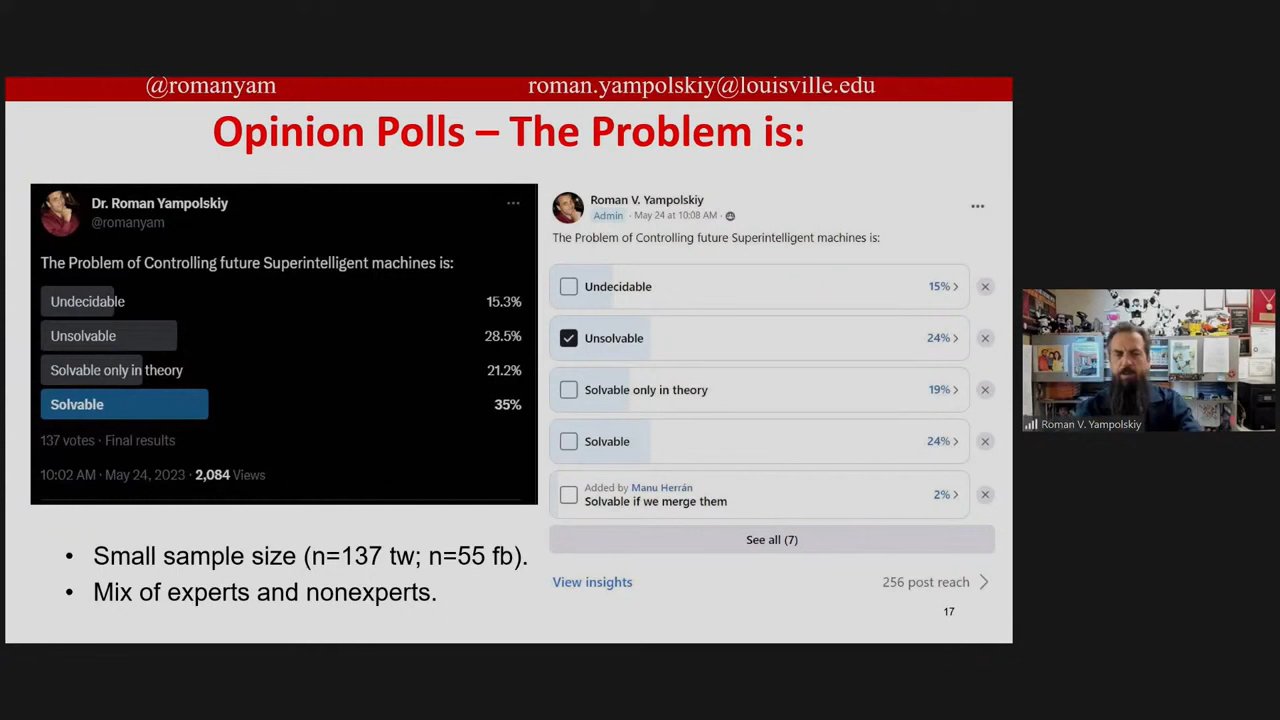 @romanyam
roman.yampolskiy@louisville.edu
Opinion Polls – The Problem is:
Dr. Roman Yampolskiy
@romanyam
The Problem of Controlling future Superintelligent machines is:
Undecidable 15.3%
Unsolvable 28.5%
Solvable only in theory 21.2%
Solvable 35%
137 votes · Final results
10:02 AM · May 24, 2023 · 2,084 Views
Roman V. Yampolskiy
Admin · May 24 at 10:08 AM ·
The Problem of Controlling future Superintelligent machines is:
Undecidable 15%
Unsolvable 24%
Solvable only in theory 19%
Solvable 24%
Added by Manu Herrán
Solvable if we merge them 2%
See all (7)
View insights 256 post reach
• Small sample size (n=137 tw; n=55 fb).
• Mix of experts and nonexperts.
17
Roman V. Yampolskiy